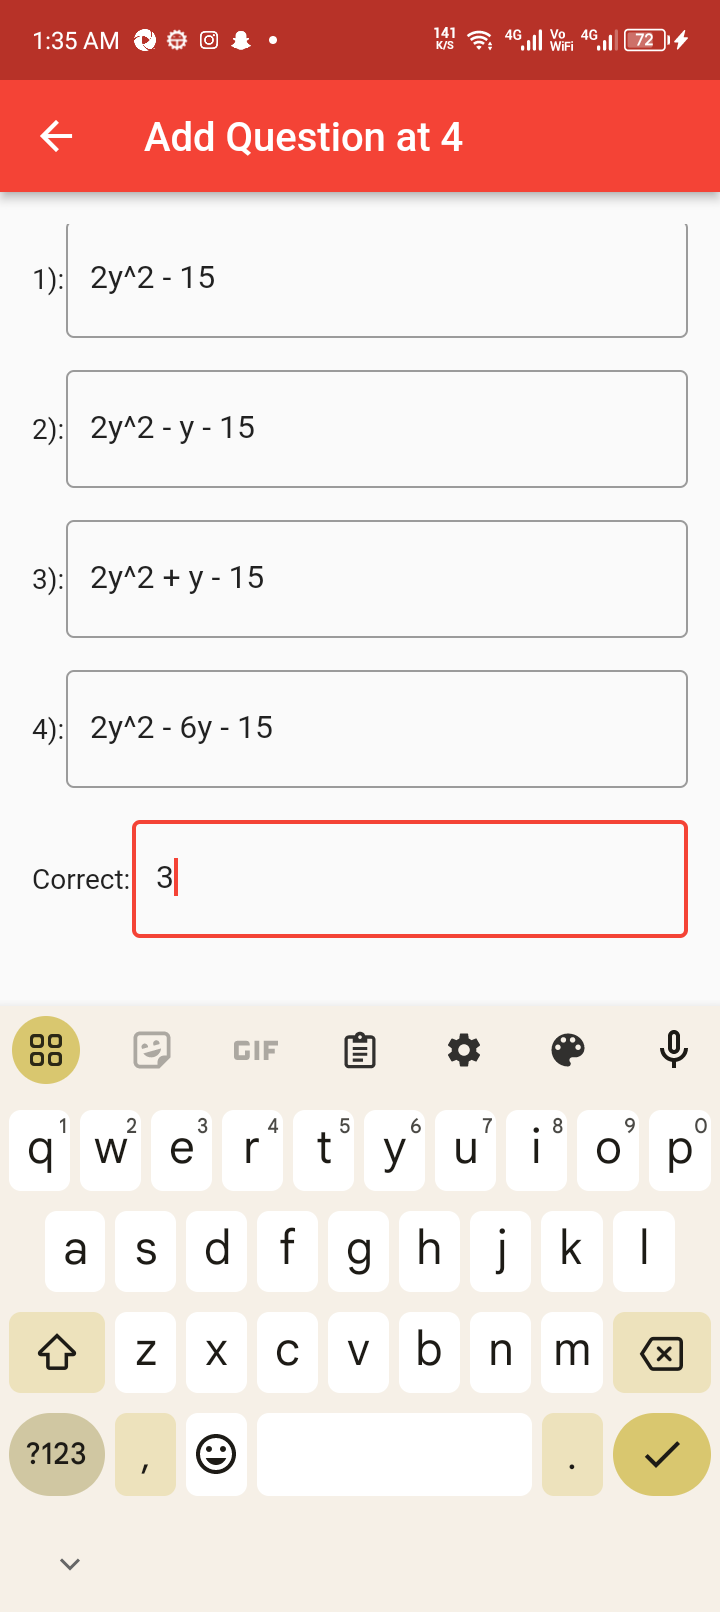 1:35 AM 141 K/S 4G Vo WiFi 4G 72
Add Question at 4
1): 2y^2 - 15
2): 2y^2 - y - 15
3): 2y^2 + y - 15
4): 2y^2 - 6y - 15
Correct: 3
GIF
q1 w2 e3 r4 t5 y6 u7 i8 o9 p0
a s d f g h j k l
z x c v b n m
?123 , .